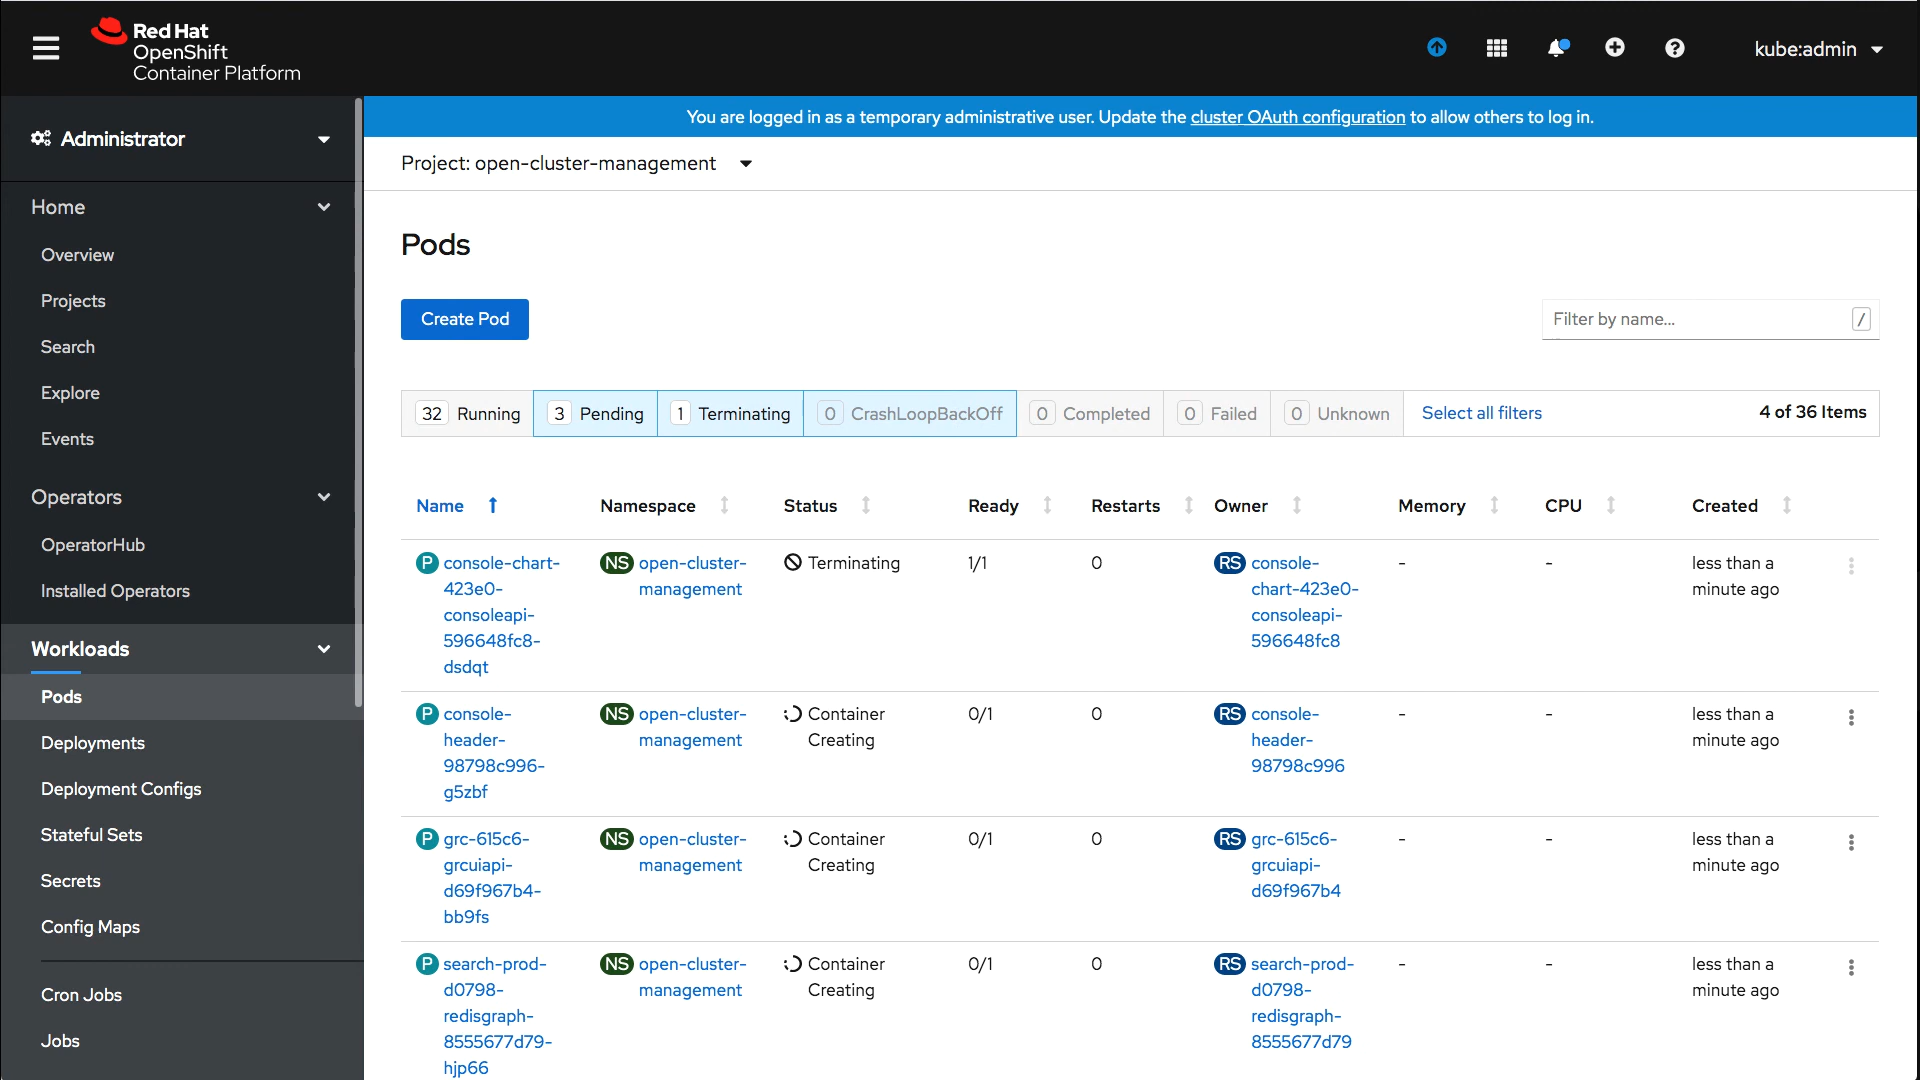 Red Hat
OpenShift
Container Platform
kube:admin
Administrator
Home
Overview
Projects
Search
Explore
Events
Operators
OperatorHub
Installed Operators
Workloads
Pods
Deployments
Deployment Configs
Stateful Sets
Secrets
Config Maps
Cron Jobs
Jobs
You are logged in as a temporary administrative user. Update the cluster OAuth configuration to allow others to log in.
Project: open-cluster-management
Pods
Create Pod
Filter by name... /
32 Running 3 Pending 1 Terminating 0 CrashLoopBackOff 0 Completed 0 Failed 0 Unknown Select all filters 4 of 36 Items
Name Namespace Status Ready Restarts Owner Memory CPU Created
P console-chart- NS open-cluster- Terminating 1/1 0 RS console- - - less than a
423e0- management chart-423e0- minute ago
consoleapi- consoleapi-
596648fc8- 596648fc8
dsdqt
P console- NS open-cluster- Container 0/1 0 RS console- - - less than a
header- management Creating header- minute ago
98798c996- 98798c996
g5zbf
P grc-615c6- NS open-cluster- Container 0/1 0 RS grc-615c6- - - less than a
grcuiapi- management Creating grcuiapi- minute ago
d69f967b4- d69f967b4
bb9fs
P search-prod- NS open-cluster- Container 0/1 0 RS search-prod- - - less than a
d0798- management Creating d0798- minute ago
redisgraph- redisgraph-
8555677d79- 8555677d79
hjp66